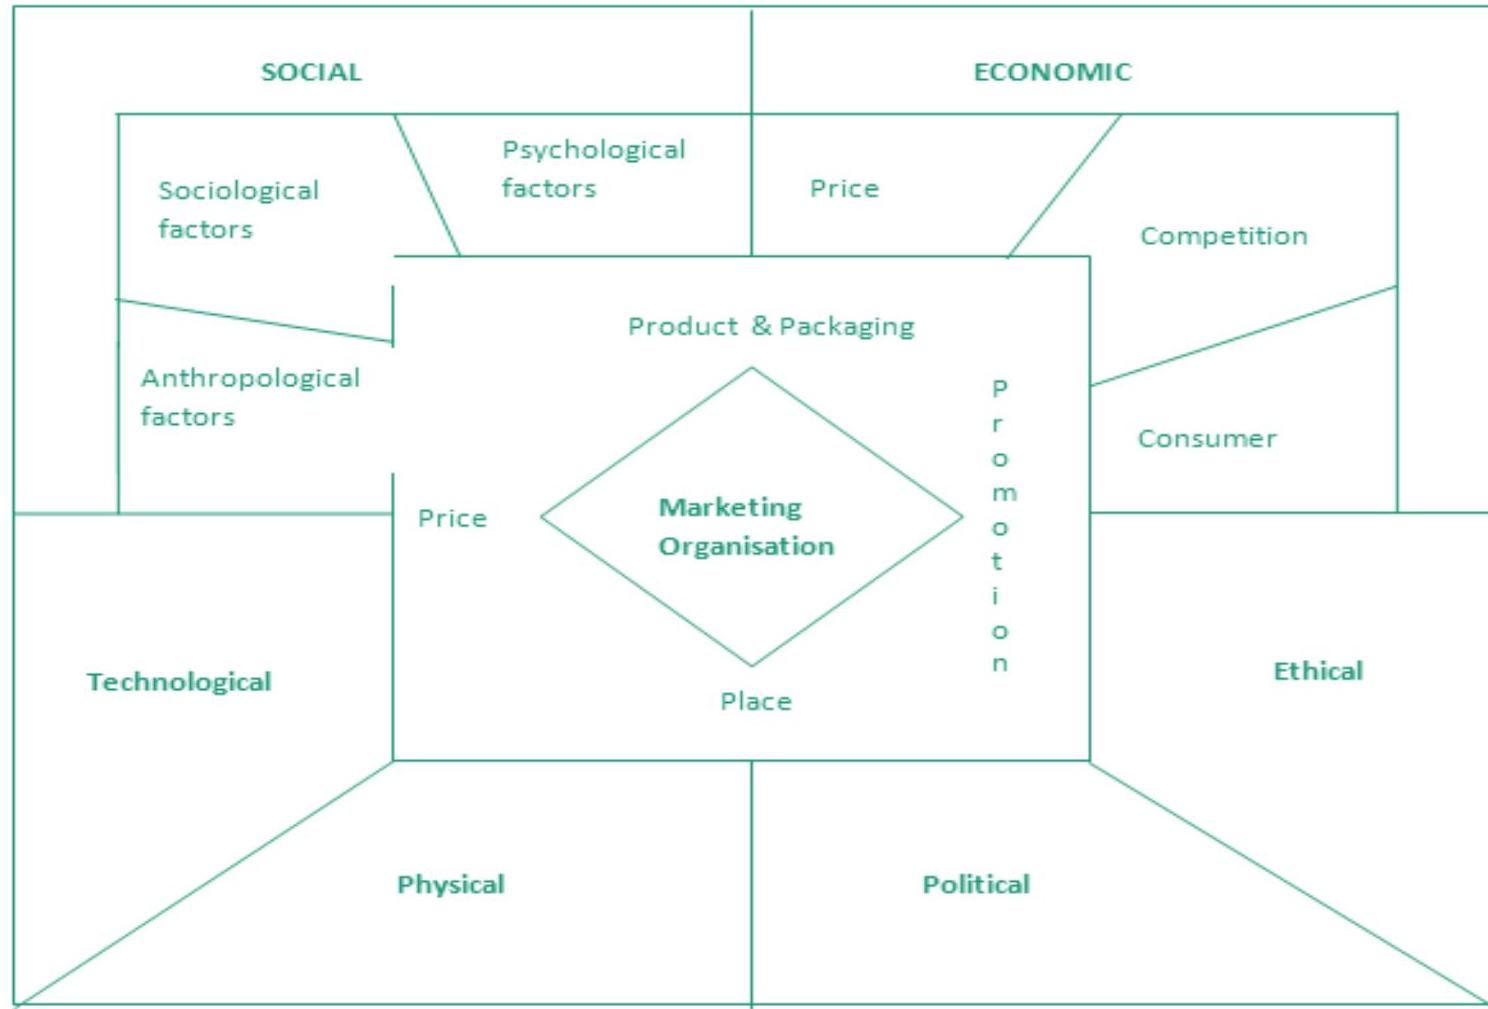 SOCIAL
ECONOMIC
Sociological
factors
Psychological
factors
Price
Competition
Anthropological
factors
Consumer
Product & Packaging
Price
Marketing
Organisation
Promotion
Place
Technological
Ethical
Physical
Political